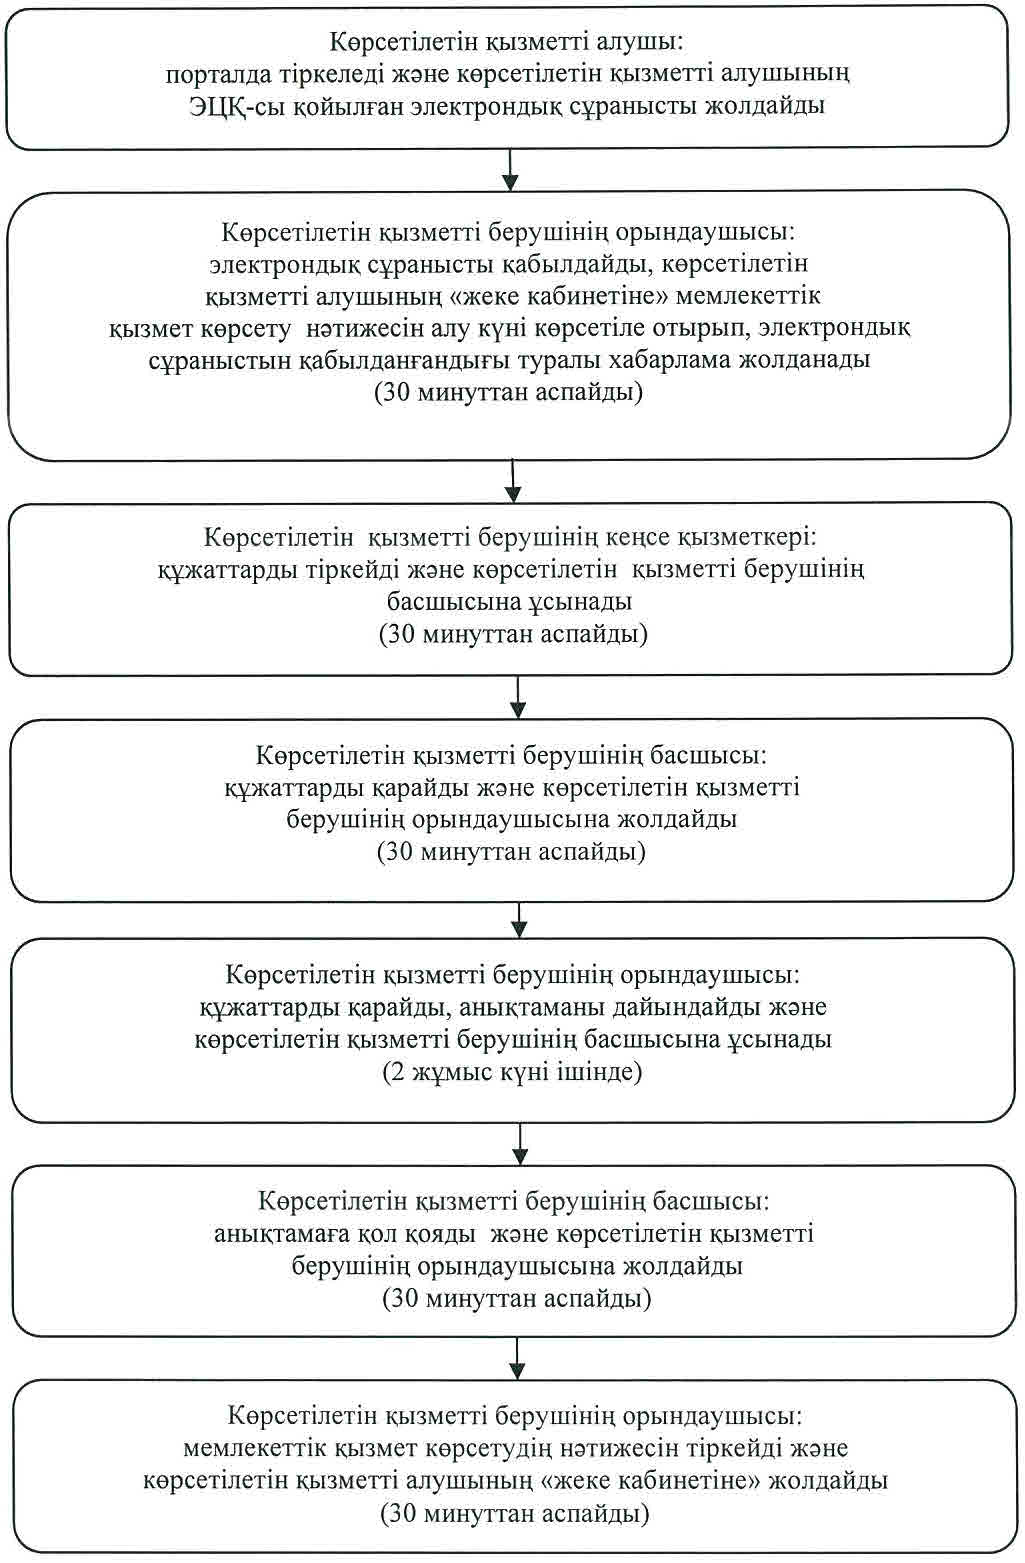 Көрсетілетін қызметті алушы:
порталда тіркеледі және көрсетілетін қызметті алушының
ЭЦҚ-сы қойылған электрондық сұранысты жолдайды
Көрсетілетін қызметті берушінің орындаушысы:
электрондық сұранысты қабылдайды, көрсетілетін
қызметті алушының «жеке кабинетіне» мемлекеттік
қызмет көрсету нәтижесін алу күні көрсетіле отырып, электрондық
сұраныстын қабылданғандығы туралы хабарлама жолданады
(30 минуттан аспайды)
Көрсетілетін қызметті берушінің кеңсе қызметкері:
құжаттарды тіркейді және көрсетілетін қызметті берушінің
басшысына ұсынады
(30 минуттан аспайды)
Көрсетілетін қызметті берушінің басшысы:
құжаттарды қарайды және көрсетілетін қызметті
берушінің орындаушысына жолдайды
(30 минуттан аспайды)
Көрсетілетін қызметті берушінің орындаушысы:
құжаттарды қарайды, анықтаманы дайындайды және
көрсетілетін қызметті берушінің басшысына ұсынады
(2 жұмыс күні ішінде)
Көрсетілетін қызметті берушінің басшысы:
анықтамаға қол қояды және көрсетілетін қызметті
берушінің орындаушысына жолдайды
(30 минуттан аспайды)
Көрсетілетін қызметті берушінің орындаушысы:
мемлекеттік қызмет көрсетудің нәтижесін тіркейді және
көрсетілетін қызметті алушының «жеке кабинетіне» жолдайды
(30 минуттан аспайды)